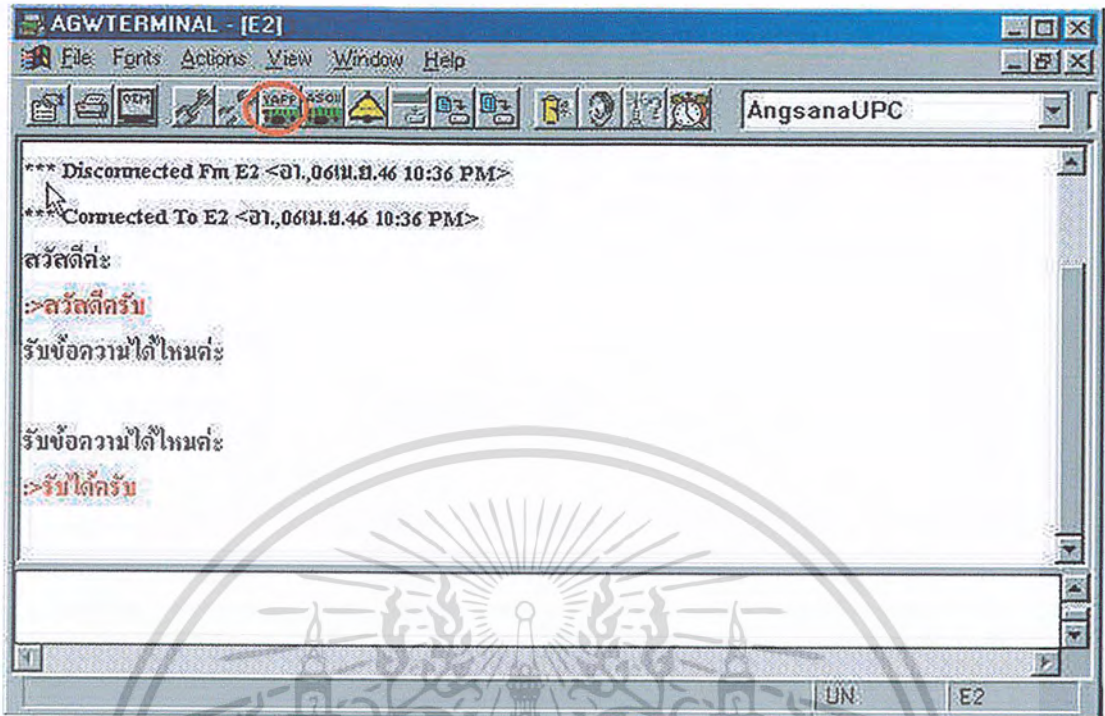 AGWTERMINAL - [E2]
File Fonts Actions View Window Help
OEM YAPP ASCII AngsanaUPC
*** Disconnected Fm E2 <อา.,06เม.ย.46 10:36 PM>
*** Connected To E2 <อา.,06เม.ย.46 10:36 PM>
สวัสดีค่ะ
:>สวัสดีครับ
รับข้อความได้ไหมค่ะ
รับข้อความได้ไหมค่ะ
:>รับได้ครับ
UN E2